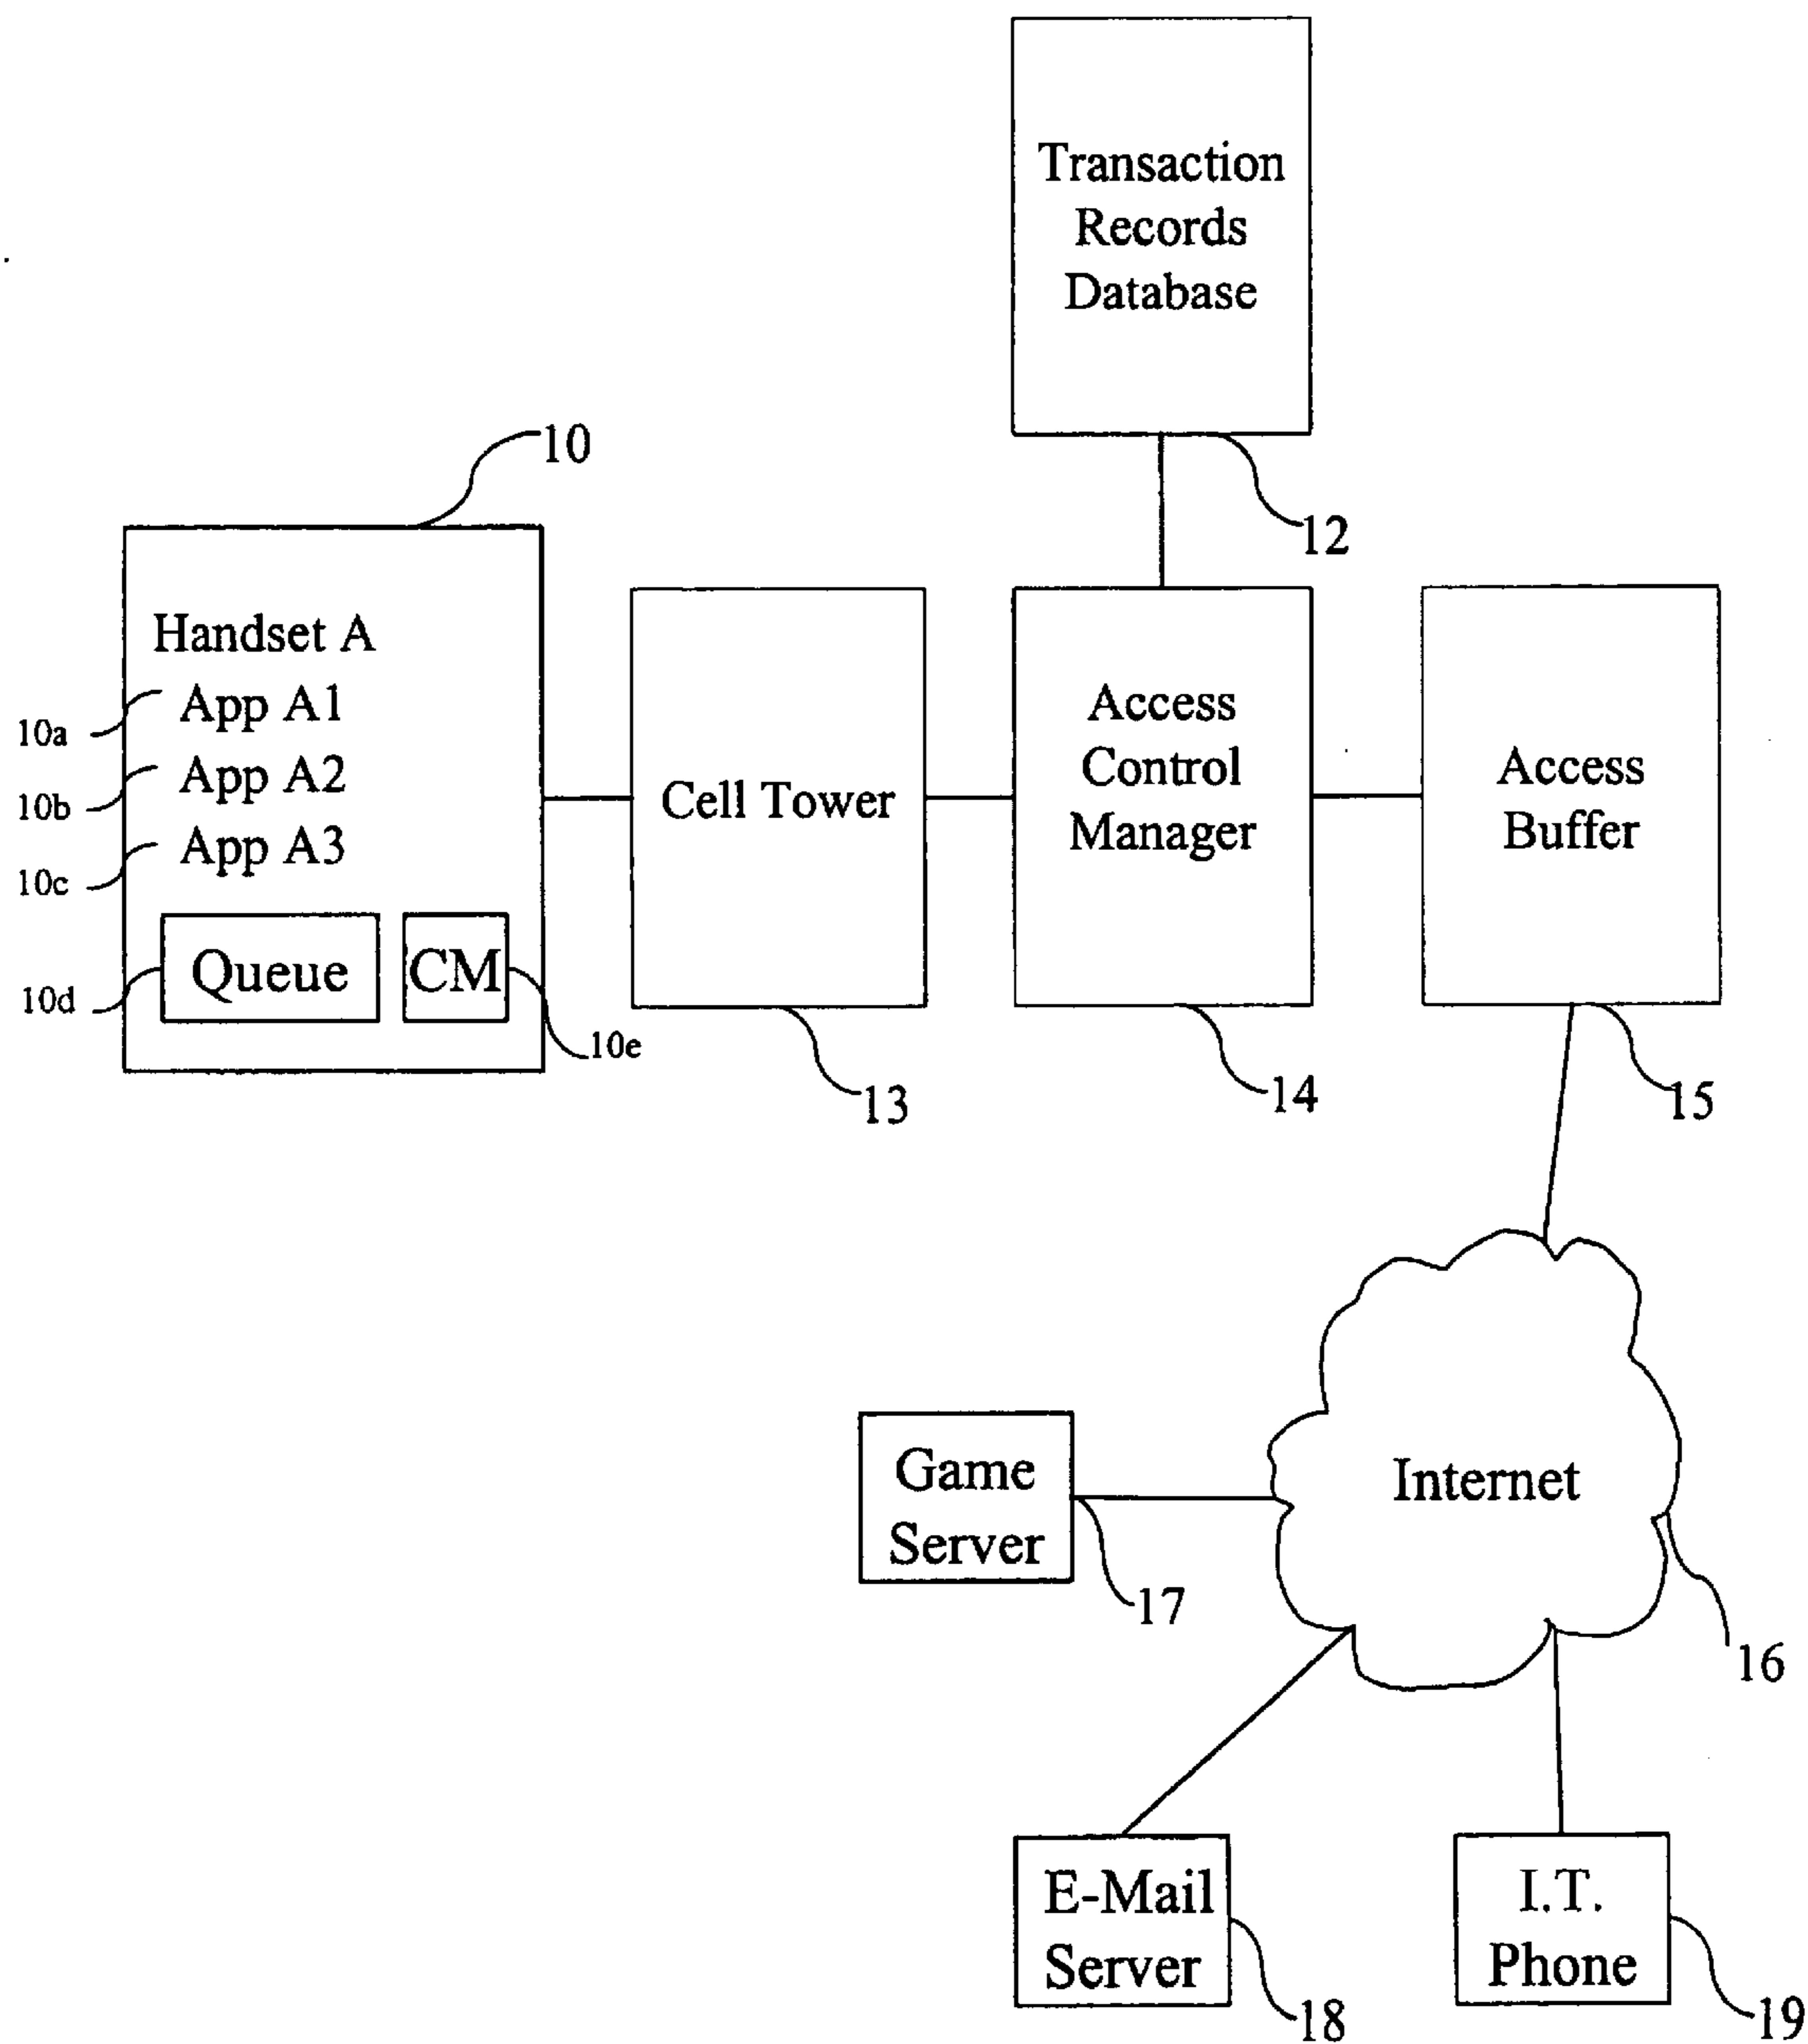 Transaction
Records
Database
10
12
Handset A
App A1
10a
App A2
10b
App A3
10c
Queue
CM
10d
10e
Cell Tower
13
Access
Control
Manager
14
Access
Buffer
15
Internet
16
Game
Server
17
E-Mail
Server
18
I.T.
Phone
19